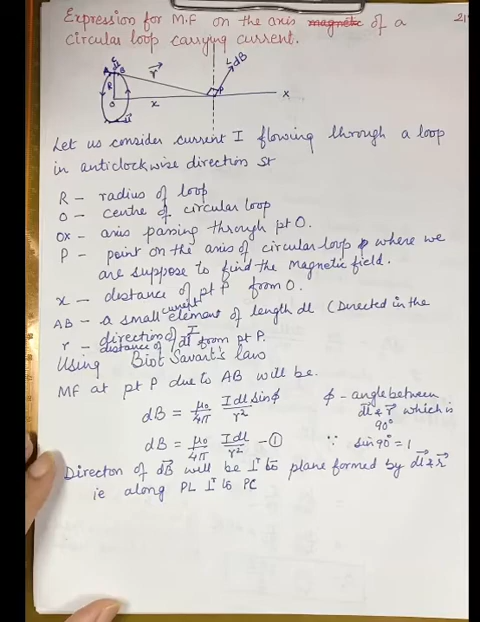 Expression for M.F on the axis magnetic of a
circular loop carrying current.
dl
r
L dB
A
B
R
O
x
P
X
Let us consider current I flowing through a loop
in anticlockwise direction st
R - radius of loop
O - centre of circular loop
OX - axis passing through pt O.
P - point on the axis of circular loop p where we
are suppose to find the Magnetic field.
x - distance of pt P from O.
AB - a small current element of length dl (Directed in the
direction of I
r - distance of dl from pt P.
Using Biot Savart's law
MF at pt P due to AB will be.
dB = μ₀/4π Idl sinϕ/r²
ϕ - angle between
dl & r which is
90°
dB = μ₀/4π Idl/r² - ①
∵ sin 90° = 1
Directon of dB will be ⊥ʳ to plane formed by dl & r
ie along PL ⊥ʳ to PC